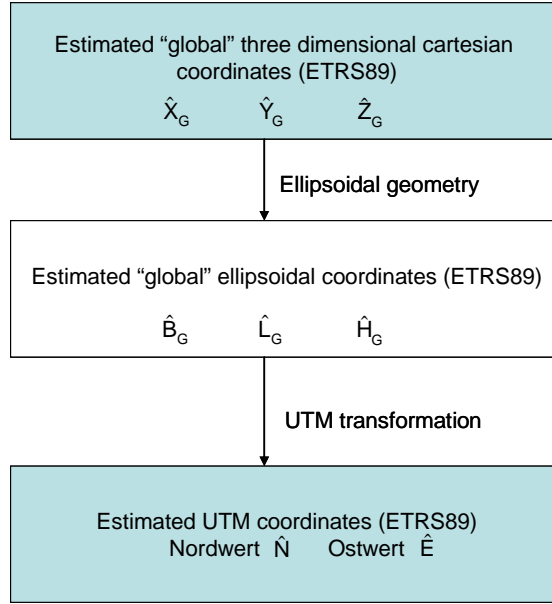 Estimated “global” three dimensional cartesian
coordinates (ETRS89)
X̂G ŶG ẐG
Ellipsoidal geometry
Estimated “global” ellipsoidal coordinates (ETRS89)
B̂G L̂G ĤG
UTM transformation
Estimated UTM coordinates (ETRS89)
Nordwert N̂ Ostwert Ê